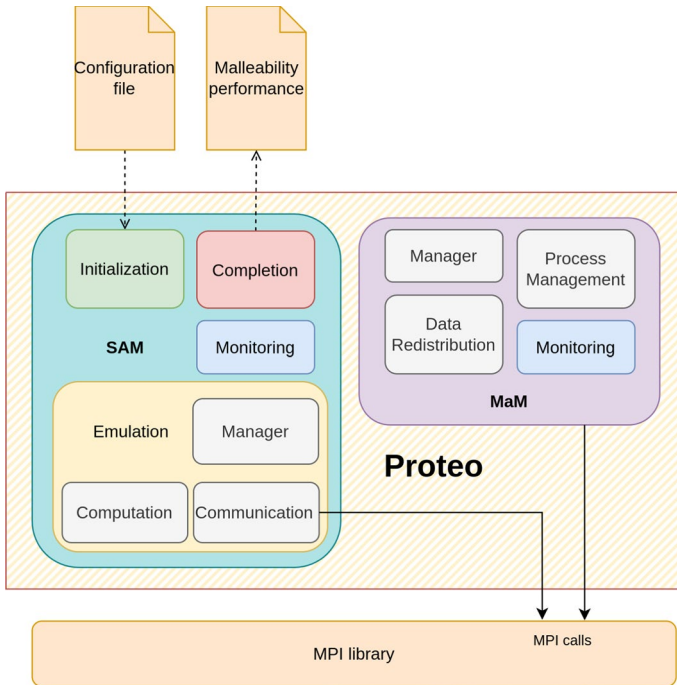 Configuration
file
Malleability
performance
Initialization
Completion
Manager
Process
Management
SAM
Monitoring
Data
Redistribution
Monitoring
MaM
Emulation
Manager
Proteo
Computation
Communication
MPI calls
MPI library